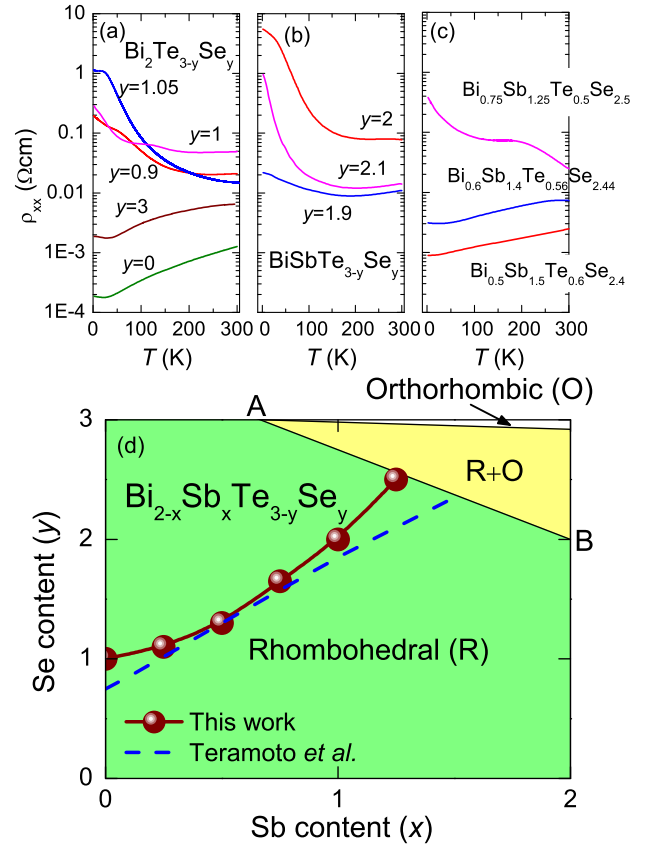 (a) Bi2Te3-ySey
(b)
(c)
10
1
0.1
0.01
1E-3
1E-4
ρxx (Ωcm)
y=1.05
y=1
y=0.9
y=3
y=0
y=2
y=2.1
y=1.9
BiSbTe3-ySey
Bi0.75Sb1.25Te0.5Se2.5
Bi0.6Sb1.4Te0.56Se2.44
Bi0.5Sb1.5Te0.6Se2.4
0 100 200 300
0 100 200 300
0 100 200 300
T (K)
T (K)
T (K)
Orthorhombic (O)
A
(d)
R+O
Bi2-xSbxTe3-ySey
B
Rhombohedral (R)
This work
Teramoto et al.
3
2
1
0
Se content (y)
0 1 2
Sb content (x)